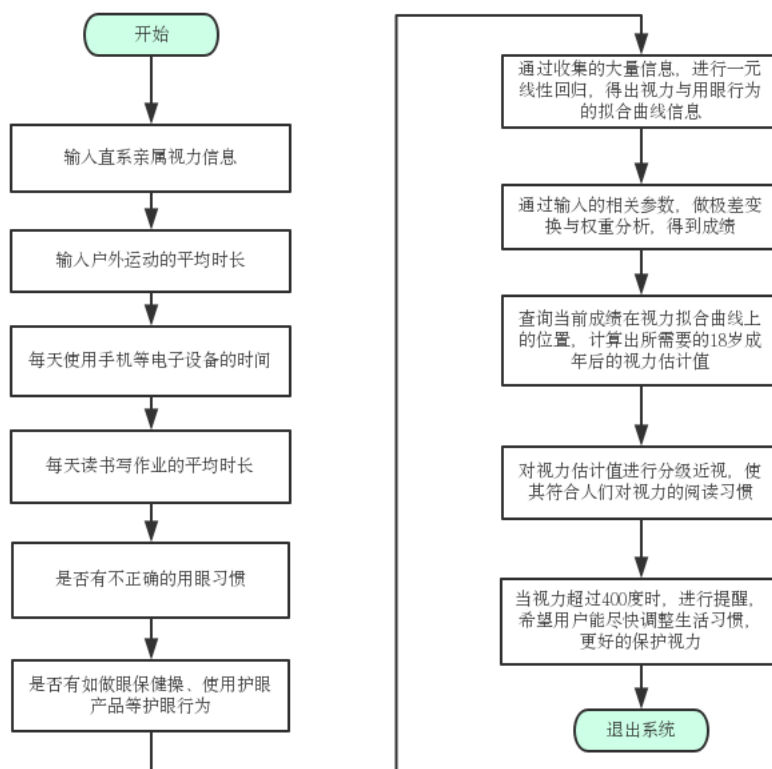 开始
输入直系亲属视力信息
输入户外运动的平均时长
每天使用手机等电子设备的时间
每天读书写作业的平均时长
是否有不正确的用眼习惯
是否有如做眼保健操、使用护眼
产品等护眼行为
通过收集的大量信息，进行一元
线性回归，得出视力与用眼行为
的拟合曲线信息
通过输入的相关参数，做极差变
换与权重分析，得到成绩
查询当前成绩在视力拟合曲线上
的位置，计算出所需要的18岁成
年后的视力估计值
对视力估计值进行分级近视，使
其符合人们对视力的阅读习惯
当视力超过400度时，进行提醒，
希望用户能尽快调整生活习惯，
更好的保护视力
退出系统